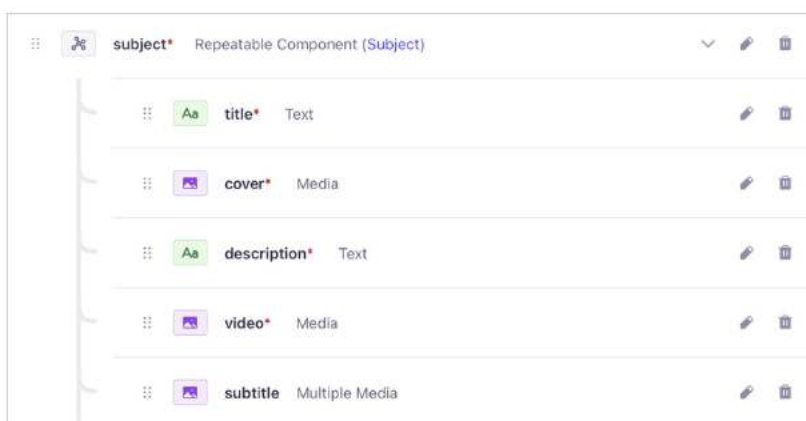 subject* Repeatable Component (Subject)
Aa title* Text
cover* Media
Aa description* Text
video* Media
subtitle Multiple Media